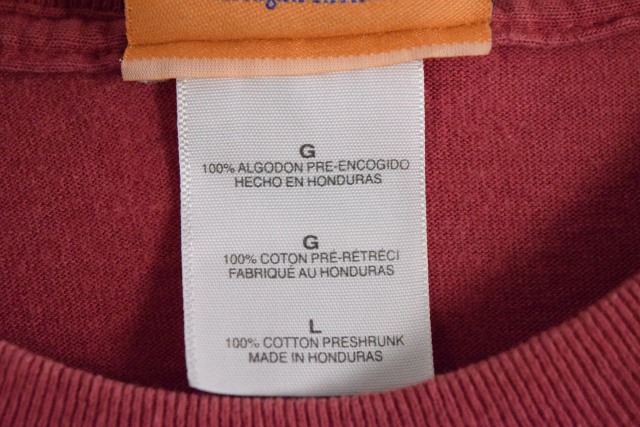 G
100% ALGODON PRE-ENCOGIDO
HECHO EN HONDURAS
G
100% COTON PRÉ-RÉTRÉCI
FABRIQUÉ AU HONDURAS
L
100% COTTON PRESHRUNK
MADE IN HONDURAS